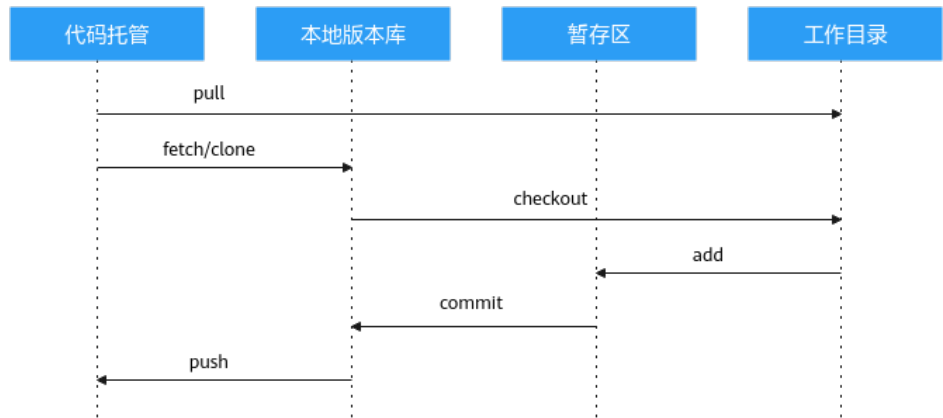 代码托管 本地版本库 暂存区 工作目录
pull
fetch/clone
checkout
add
commit
push